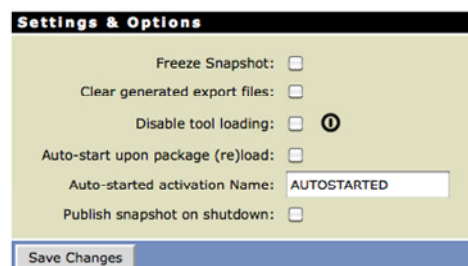 Settings & Options
Freeze Snapshot:
Clear generated export files:
Disable tool loading:
Auto-start upon package (re)load:
Auto-started activation Name: AUTOSTARTED
Publish snapshot on shutdown:
Save Changes